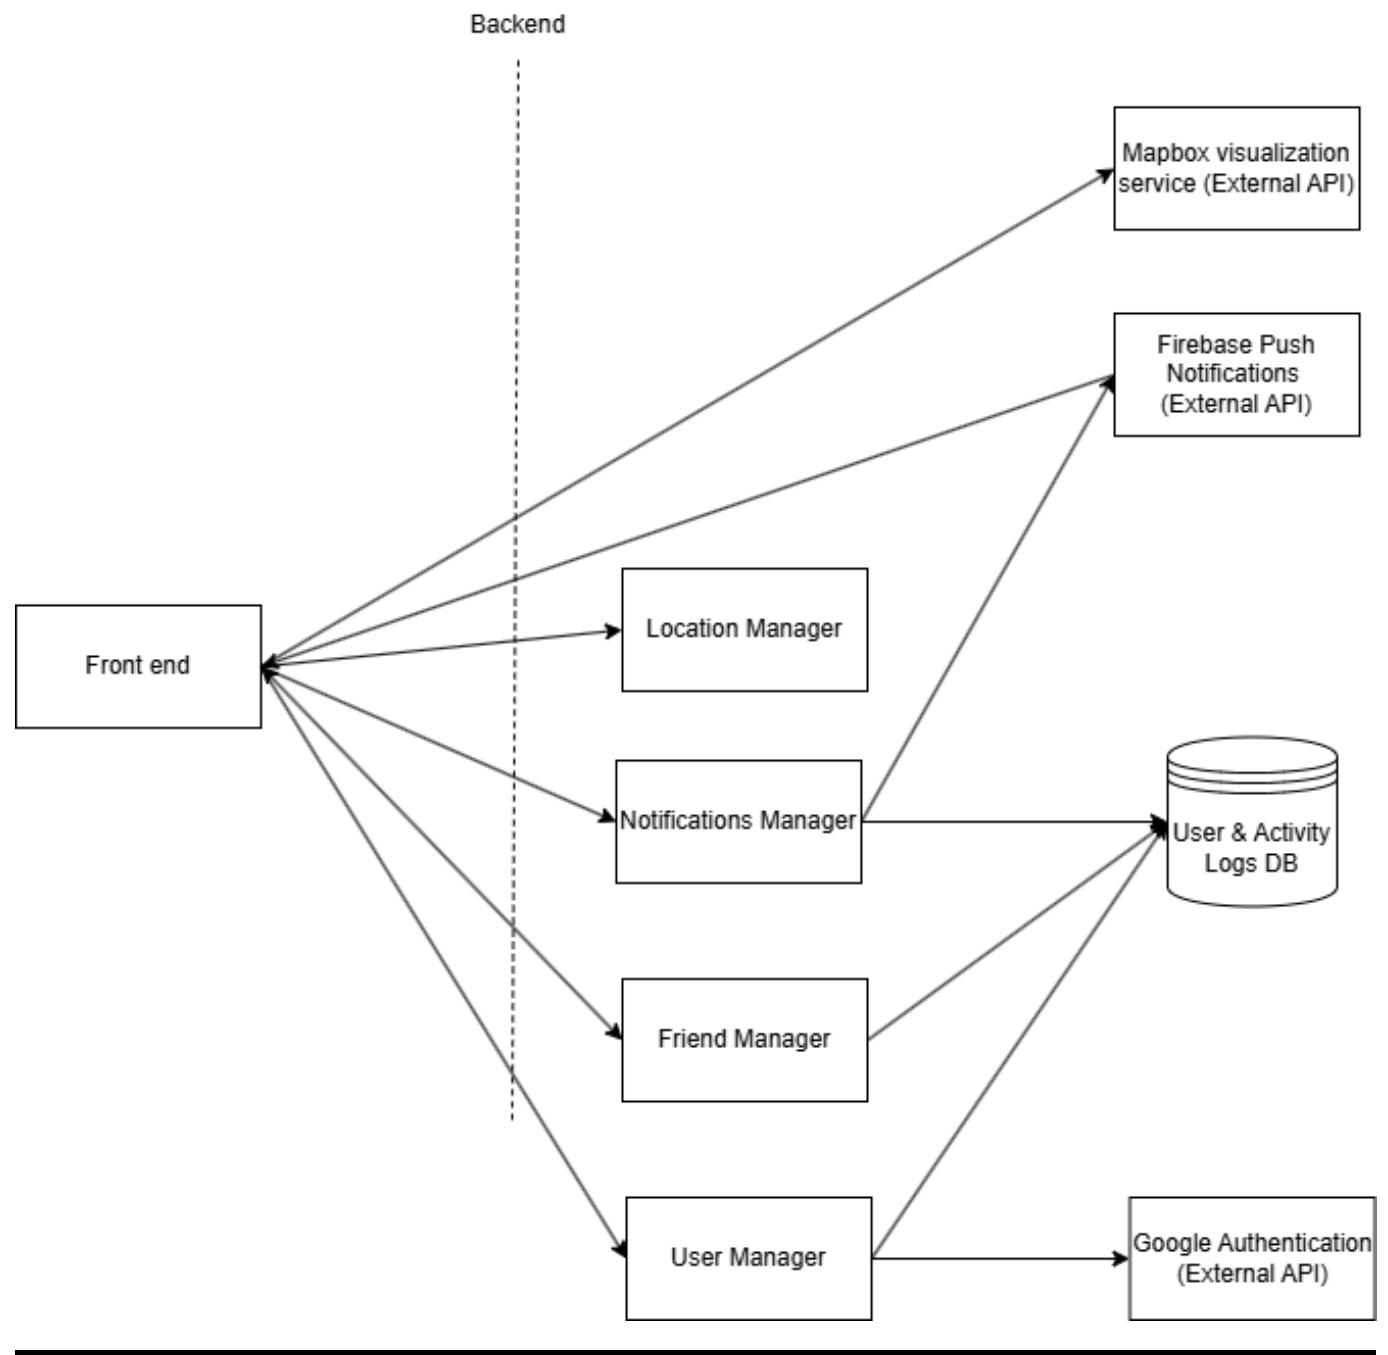 Backend
Mapbox visualization
service (External API)
Firebase Push
Notifications
(External API)
Location Manager
Front end
Notifications Manager
User & Activity
Logs DB
Friend Manager
User Manager
Google Authentication
(External API)